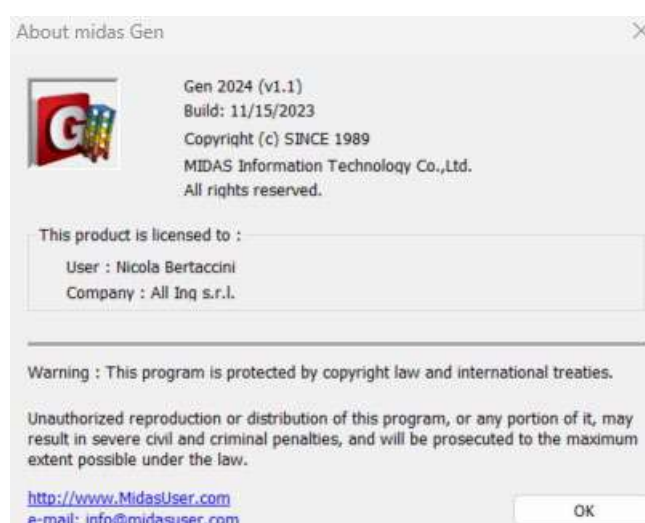 About midas Gen
Gen 2024 (v1.1)
Build: 11/15/2023
Copyright (c) SINCE 1989
MIDAS Information Technology Co.,Ltd.
All rights reserved.
This product is licensed to :
User : Nicola Bertaccini
Company : All Ing s.r.l.
Warning : This program is protected by copyright law and international treaties.
Unauthorized reproduction or distribution of this program, or any portion of it, may
result in severe civil and criminal penalties, and will be prosecuted to the maximum
extent possible under the law.
http://www.MidasUser.com
e-mail: info@midasuser.com
OK